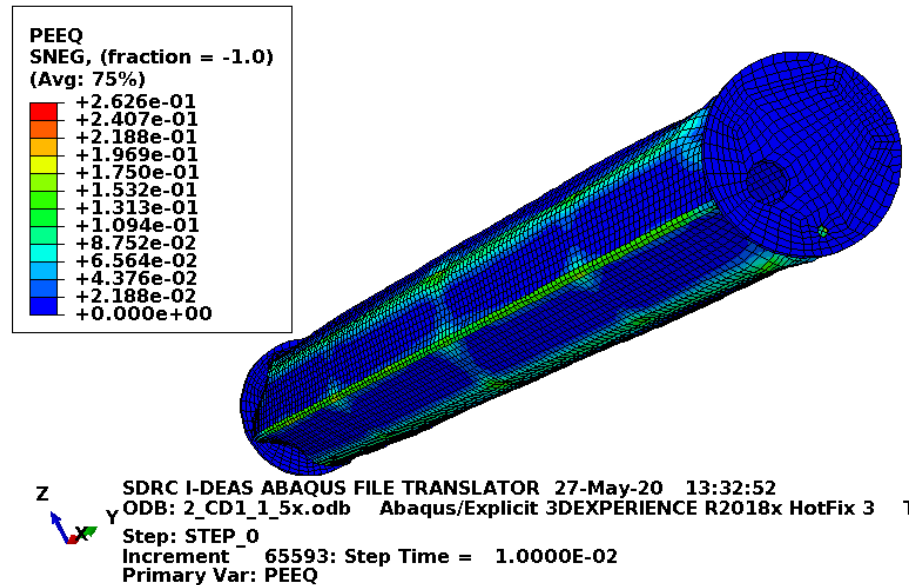 PEEQ
SNEG, (fraction = -1.0)
(Avg: 75%)
+2.626e-01
+2.407e-01
+2.188e-01
+1.969e-01
+1.750e-01
+1.532e-01
+1.313e-01
+1.094e-01
+8.752e-02
+6.564e-02
+4.376e-02
+2.188e-02
+0.000e+00
Z
Y
X
SDRC I-DEAS ABAQUS FILE TRANSLATOR 27-May-20 13:32:52
ODB: 2_CD1_1_5x.odb Abaqus/Explicit 3DEXPERIENCE R2018x HotFix 3 T
Step: STEP_0
Increment 65593: Step Time = 1.0000E-02
Primary Var: PEEQ